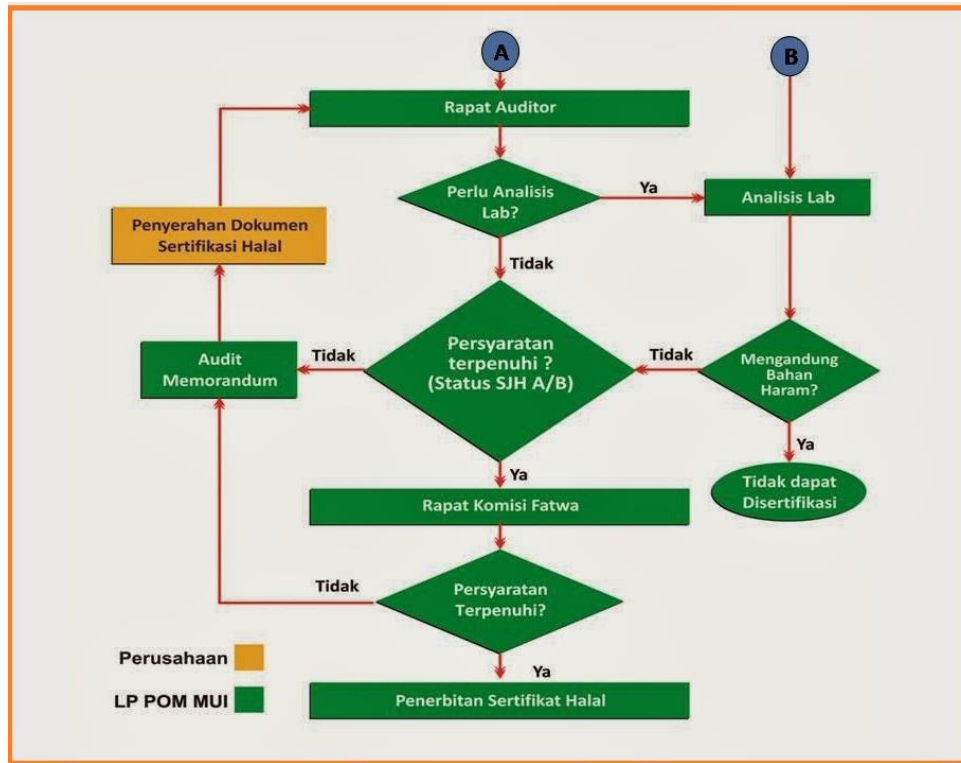 A
B
Rapat Auditor
Perlu Analisis
Lab?
Ya
Analisis Lab
Penyerahan Dokumen
Sertifikasi Halal
Tidak
Persyaratan
terpenuhi ?
(Status SJH A/B)
Tidak
Audit
Memorandum
Tidak
Mengandung
Bahan
Haram?
Ya
Ya
Tidak dapat
Disertifikasi
Rapat Komisi Fatwa
Tidak
Persyaratan
Terpenuhi?
Ya
Perusahaan
LP POM MUI
Penerbitan Sertifikat Halal